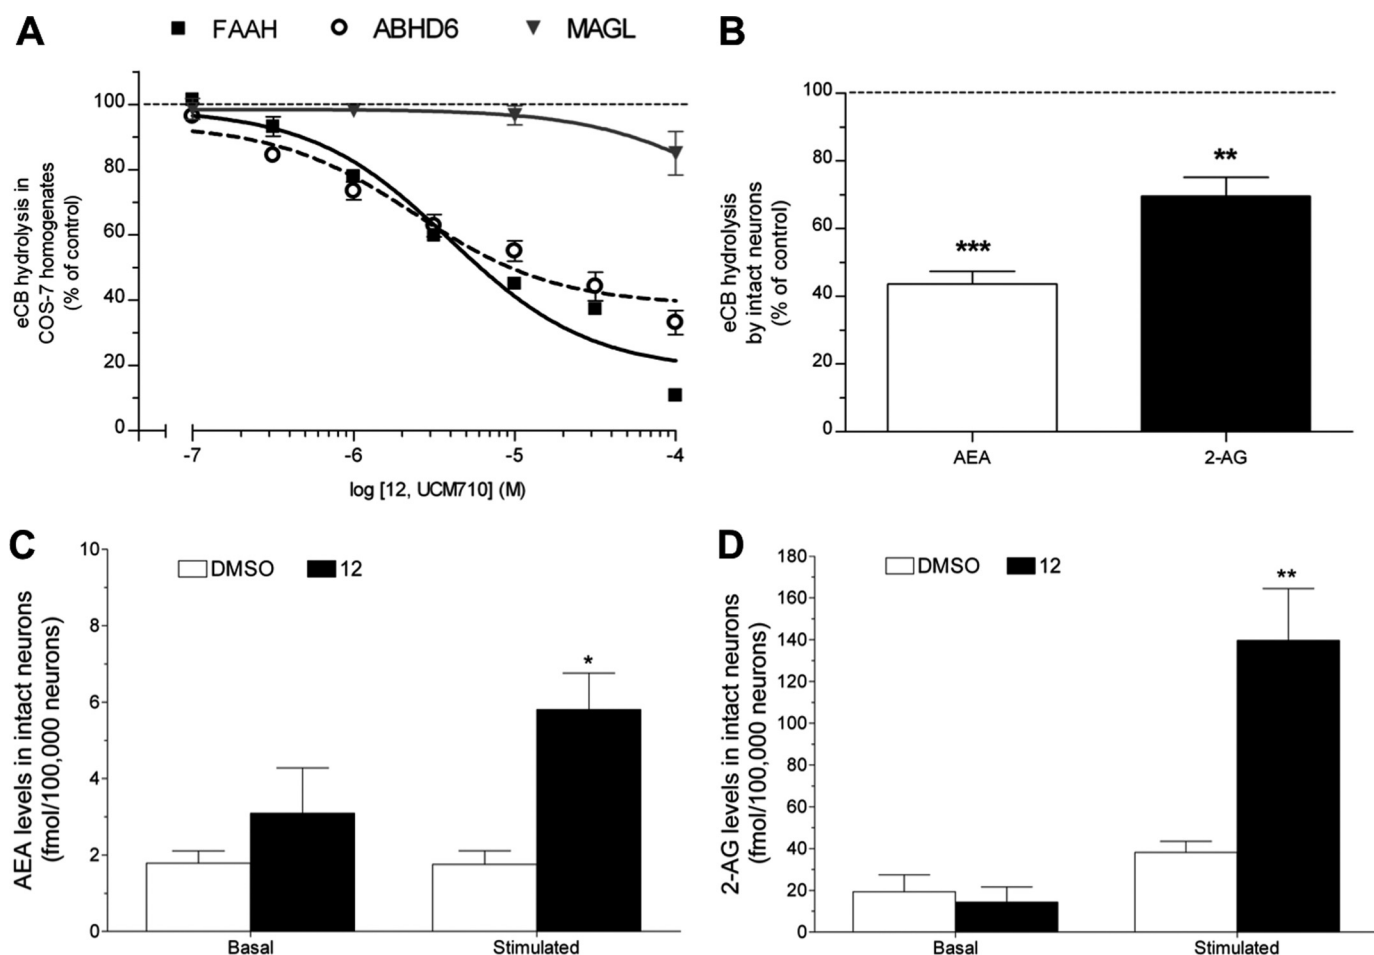 A
FAAH
ABHD6
MAGL
eCB hydrolysis in
COS-7 homogenates
(% of control)
100
80
60
40
20
0
-7
-6
-5
-4
log [12, UCM710] (M)
B
eCB hydrolysis
by intact neurons
(% of control)
100
80
60
40
20
0
***
**
AEA
2-AG
C
DMSO
12
AEA levels in intact neurons
(fmol/100,000 neurons)
10
8
6
4
2
0
*
Basal
Stimulated
D
DMSO
12
2-AG levels in intact neurons
(fmol/100,000 neurons)
180
160
140
120
100
80
60
40
20
0
**
Basal
Stimulated